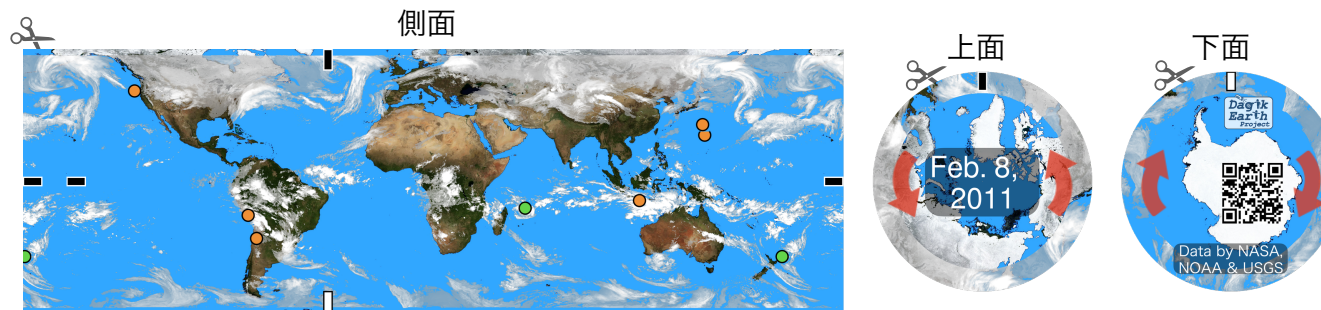 側面
上面
下面
Feb. 8,
2011
Dagik
Earth
Project
Data by NASA,
NOAA & USGS